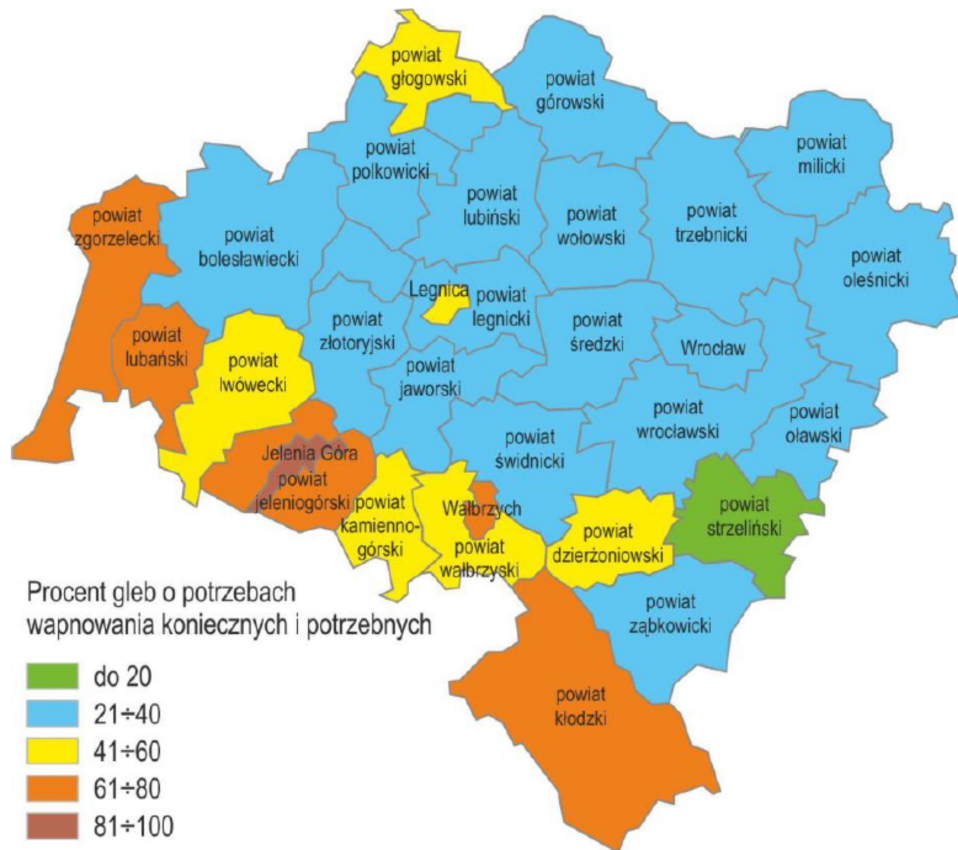 powiat
głogowski
powiat
górowski
powiat
milicki
powiat
polkowicki
powiat
lubiński
powiat
wołowski
powiat
trzebnicki
powiat
zgorzelecki
powiat
bolesławiecki
powiat
oleśnicki
Legnica
powiat
legnicki
powiat
złotoryjski
powiat
średzki
Wrocław
powiat
lubański
powiat
lwówecki
powiat
jaworski
powiat
wrocławski
powiat
oławski
powiat
świdnicki
Jelenia Góra
powiat
jeleniogórski
powiat
kamienno-
górski
Wałbrzych
powiat
wałbrzyski
powiat
dzierżoniowski
powiat
strzeliński
powiat
ząbkowicki
powiat
kłodzki
Procent gleb o potrzebach
wapnowania koniecznych i potrzebnych
do 20
21÷40
41÷60
61÷80
81÷100